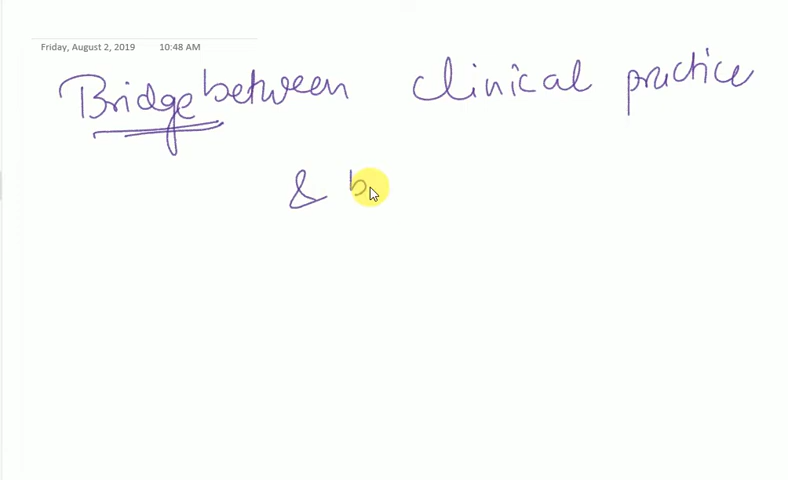 Friday, August 2, 2019 10:48 AM
Bridge between clinical practice
& b